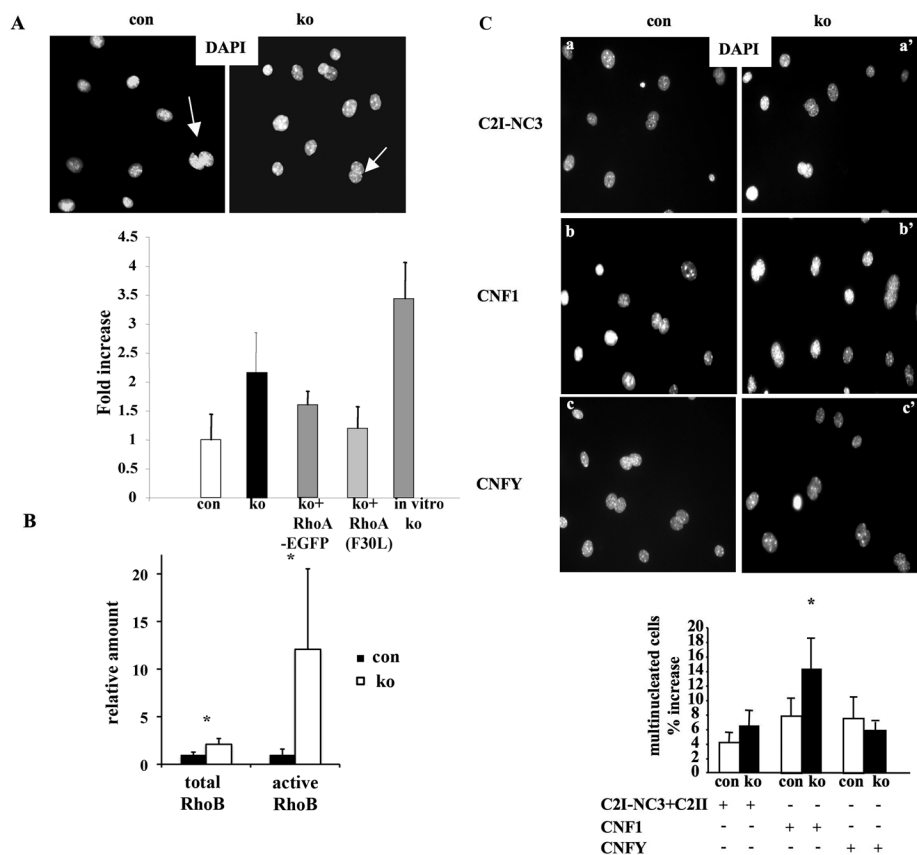 A
con
ko
DAPI
4.5
4
3.5
3
2.5
2
1.5
1
0.5
0
Fold increase
con
ko
ko+
RhoA
-EGFP
ko+
RhoA
(F30L)
in vitro
ko
B
20
15
10
5
0
relative amount
*
*
total
RhoB
active
RhoB
con
ko
C
con
ko
DAPI
a
a'
C2I-NC3
b
b'
CNF1
c
c'
CNFY
20
18
16
14
12
10
8
6
4
2
0
multinucleated cells
% increase
*
con ko con ko con ko
C2I-NC3+C2II + + - - - -
CNF1 - - + + - -
CNFY - - - - + +